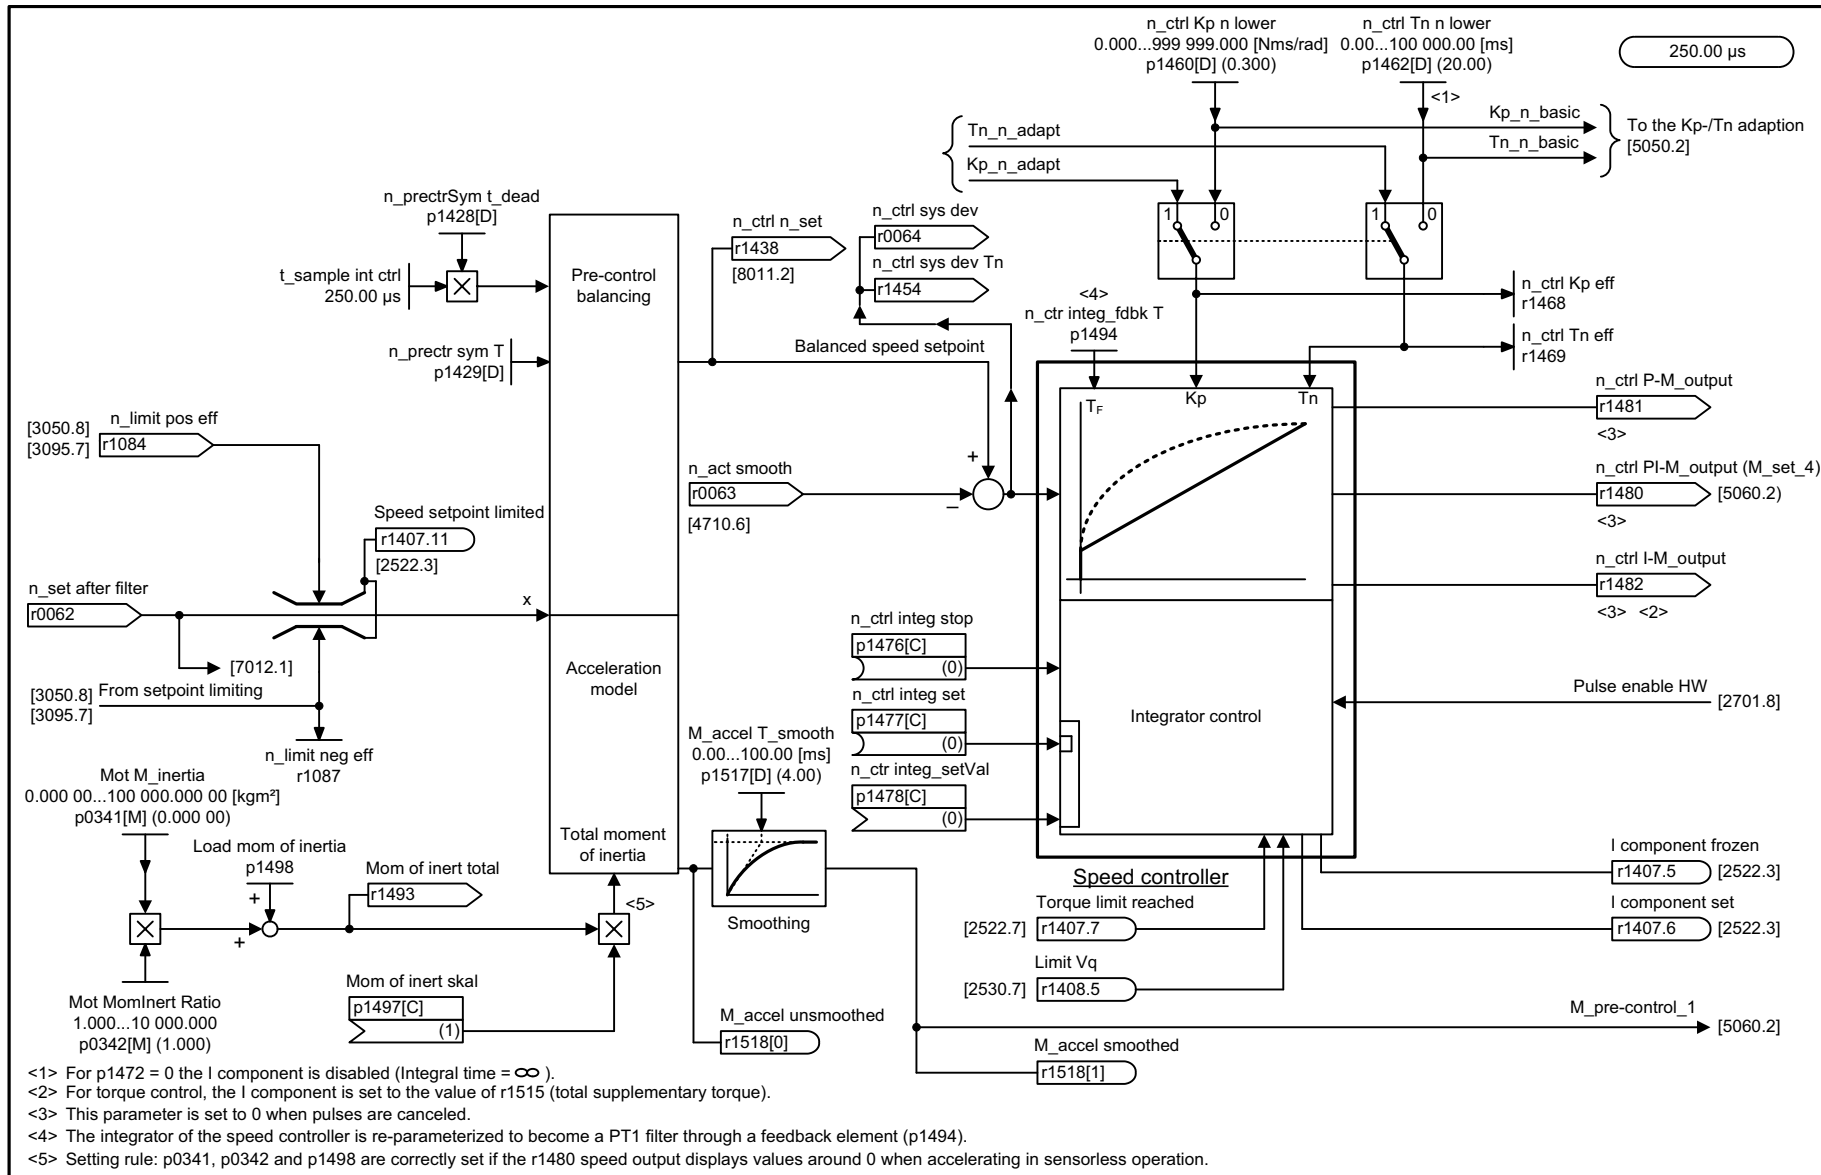 n_ctrl Kp n lower
0.000...999 999.000 [Nms/rad]
p1460[D] (0.300)
n_ctrl Tn n lower
0.00...100 000.00 [ms]
p1462[D] (20.00)
<1>
250.00 µs
Kp_n_basic
Tn_n_basic
To the Kp-/Tn adaption
[5050.2]
Tn_n_adapt
Kp_n_adapt
1 0
1 0
n_prectrSym t_dead
p1428[D]
t_sample int ctrl
250.00 µs
n_prectr sym T
p1429[D]
Pre-control
balancing
n_ctrl n_set
r1438
[8011.2]
n_ctrl sys dev
r0064
n_ctrl sys dev Tn
r1454
Balanced speed setpoint
<4>
n_ctr integ_fdbk T
p1494
n_ctrl Kp eff
r1468
n_ctrl Tn eff
r1469
TF
Kp
Tn
n_ctrl P-M_output
r1481
<3>
n_ctrl PI-M_output (M_set_4)
r1480
[5060.2)
<3>
n_ctrl I-M_output
r1482
<3> <2>
n_limit pos eff
[3050.8]
[3095.7]
r1084
Speed setpoint limited
r1407.11
[2522.3]
n_act smooth
r0063
[4710.6]
+
–
n_set after filter
r0062
x
[7012.1]
[3050.8]
[3095.7]
From setpoint limiting
n_limit neg eff
r1087
Acceleration
model
Total moment
of inertia
n_ctrl integ stop
p1476[C]
(0)
n_ctrl integ set
p1477[C]
(0)
n_ctr integ_setVal
p1478[C]
(0)
Integrator control
Pulse enable HW
[2701.8]
M_accel T_smooth
0.00...100.00 [ms]
p1517[D] (4.00)
Smoothing
Mot M_inertia
0.000 00...100 000.000 00 [kgm²]
p0341[M] (0.000 00)
Load mom of inertia
p1498
+
+
Mom of inert total
r1493
<5>
Mot MomInert Ratio
1.000...10 000.000
p0342[M] (1.000)
Mom of inert skal
p1497[C]
(1)
Speed controller
Torque limit reached
[2522.7]
r1407.7
Limit Vq
[2530.7]
r1408.5
I component frozen
r1407.5
[2522.3]
I component set
r1407.6
[2522.3]
M_accel unsmoothed
r1518[0]
M_pre-control_1
[5060.2]
M_accel smoothed
r1518[1]
<1> For p1472 = 0 the I component is disabled (Integral time = ∞ ).
<2> For torque control, the I component is set to the value of r1515 (total supplementary torque).
<3> This parameter is set to 0 when pulses are canceled.
<4> The integrator of the speed controller is re-parameterized to become a PT1 filter through a feedback element (p1494).
<5> Setting rule: p0341, p0342 and p1498 are correctly set if the r1480 speed output displays values around 0 when accelerating in sensorless operation.